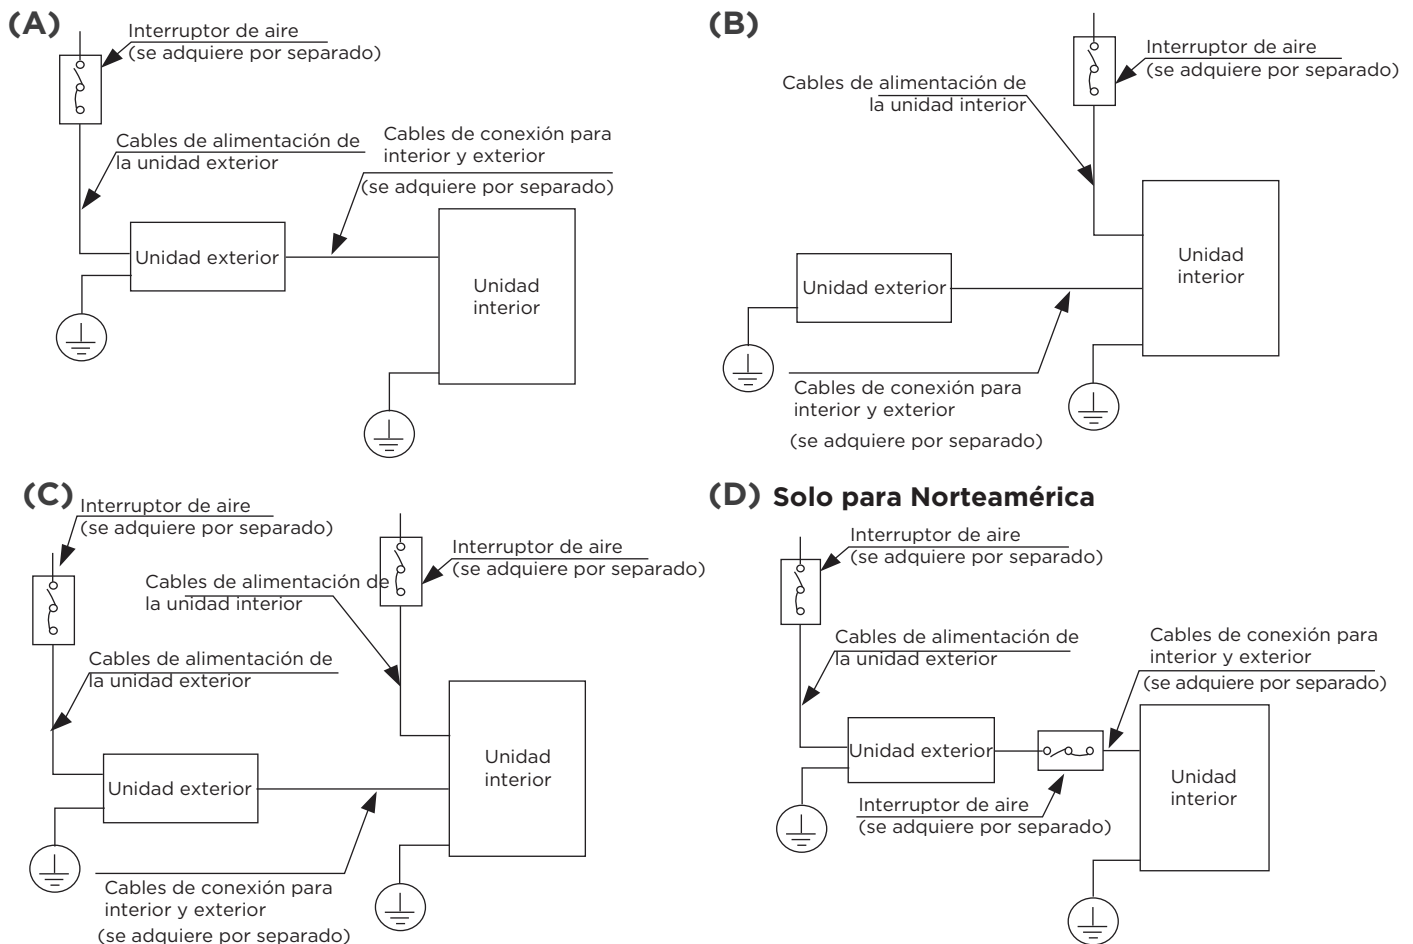 (A)
Interruptor de aire
(se adquiere por separado)
Cables de alimentación de
la unidad exterior
Cables de conexión para
interior y exterior
(se adquiere por separado)
Unidad exterior
Unidad
interior
(B)
Interruptor de aire
(se adquiere por separado)
Cables de alimentación de
la unidad interior
Unidad exterior
Unidad
interior
Cables de conexión para
interior y exterior
(se adquiere por separado)
(C)
Interruptor de aire
(se adquiere por separado)
Interruptor de aire
(se adquiere por separado)
Cables de alimentación de
la unidad interior
Cables de alimentación de
la unidad exterior
Unidad exterior
Unidad
interior
Cables de conexión para
interior y exterior
(se adquiere por separado)
(D) Solo para Norteamérica
Interruptor de aire
(se adquiere por separado)
Cables de alimentación de
la unidad exterior
Cables de conexión para
interior y exterior
(se adquiere por separado)
Unidad exterior
Unidad
interior
Interruptor de aire
(se adquiere por separado)